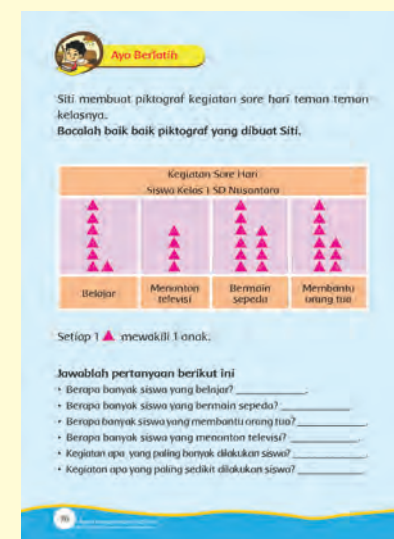 Ayo Berlatih
Siti membuat piktograf kegiatan sore hari teman teman
kelasnya.
Bacalah baik baik piktograf yang dibuat Siti.
Kegiatan Sore Hari
Siswa Kelas 1 SD Nusantara
Belajar
Menonton
televisi
Bermain
sepeda
Membantu
orang tua
Setiap 1 mewakili 1 anak.
Jawablah pertanyaan berikut ini
• Berapa banyak siswa yang belajar? ____________.
• Berapa banyak siswa yang bermain sepeda? ____________
• Berapa banyak siswa yang membantu orang tua? ____________.
• Berapa banyak siswa yang menonton televisi? ____________.
• Kegiatan apa yang paling banyak dilakukan siswa? ____________.
• Kegiatan apa yang paling sedikit dilakukan siswa? ____________